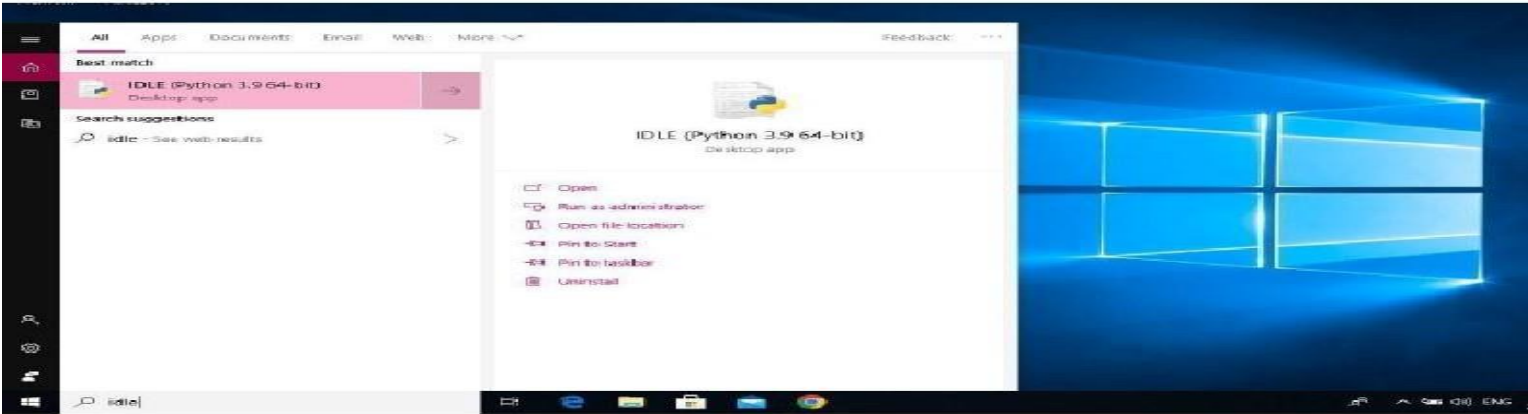 All Apps Documents Email Web More Feedback ...
Best match
IDLE (Python 3.9 64-bit)
Desktop app
Search suggestions
idle - See web results
IDLE (Python 3.9 64-bit)
Desktop app
Open
Run as administrator
Open file location
Pin to Start
Pin to taskbar
Uninstall
idle
ENG